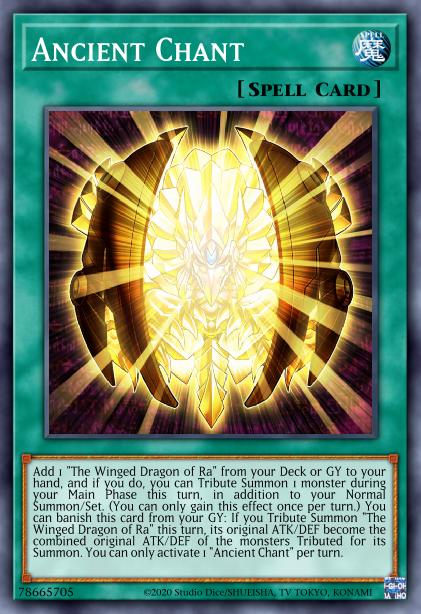 ANCIENT CHANT
SPELL
魔
[SPELL CARD]
Add 1 "The Winged Dragon of Ra" from your Deck or GY to your
hand, and if you do, you can Tribute Summon 1 monster during
your Main Phase this turn, in addition to your Normal
Summon/Set. (You can only gain this effect once per turn.) You
can banish this card from your GY: If you Tribute Summon "The
Winged Dragon of Ra" this turn, its original ATK/DEF become the
combined original ATK/DEF of the monsters Tributed for its
Summon. You can only activate 1 "Ancient Chant" per turn.
78665705
©2020 Studio Dice/SHUEISHA, TV TOKYO, KONAMI